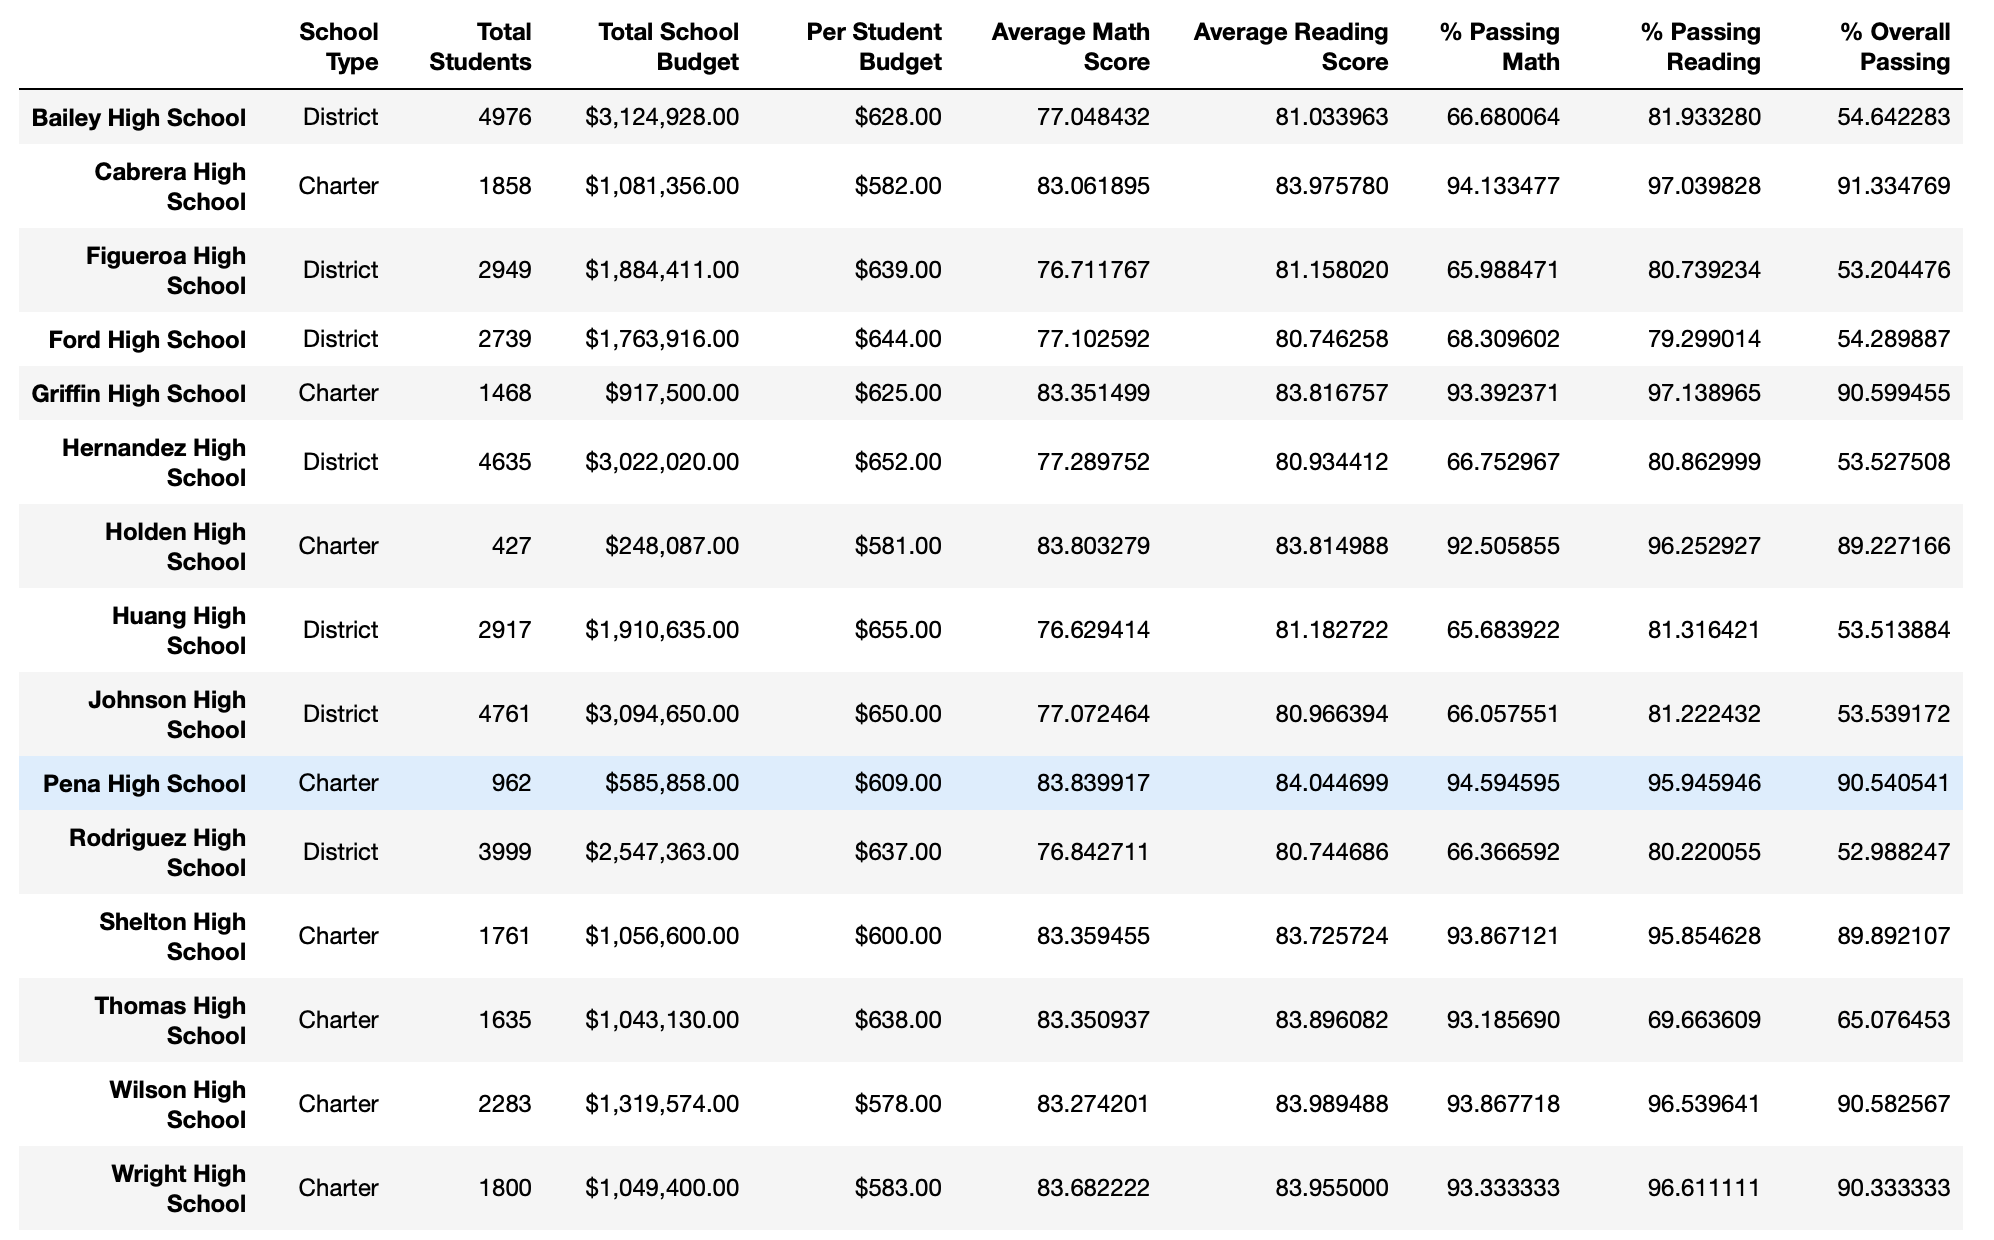 School Type Total Students Total School Budget Per Student Budget Average Math Score Average Reading Score % Passing Math % Passing Reading % Overall Passing
Bailey High School District 4976 $3,124,928.00 $628.00 77.048432 81.033963 66.680064 81.933280 54.642283
Cabrera High School Charter 1858 $1,081,356.00 $582.00 83.061895 83.975780 94.133477 97.039828 91.334769
Figueroa High School District 2949 $1,884,411.00 $639.00 76.711767 81.158020 65.988471 80.739234 53.204476
Ford High School District 2739 $1,763,916.00 $644.00 77.102592 80.746258 68.309602 79.299014 54.289887
Griffin High School Charter 1468 $917,500.00 $625.00 83.351499 83.816757 93.392371 97.138965 90.599455
Hernandez High School District 4635 $3,022,020.00 $652.00 77.289752 80.934412 66.752967 80.862999 53.527508
Holden High School Charter 427 $248,087.00 $581.00 83.803279 83.814988 92.505855 96.252927 89.227166
Huang High School District 2917 $1,910,635.00 $655.00 76.629414 81.182722 65.683922 81.316421 53.513884
Johnson High School District 4761 $3,094,650.00 $650.00 77.072464 80.966394 66.057551 81.222432 53.539172
Pena High School Charter 962 $585,858.00 $609.00 83.839917 84.044699 94.594595 95.945946 90.540541
Rodriguez High School District 3999 $2,547,363.00 $637.00 76.842711 80.744686 66.366592 80.220055 52.988247
Shelton High School Charter 1761 $1,056,600.00 $600.00 83.359455 83.725724 93.867121 95.854628 89.892107
Thomas High School Charter 1635 $1,043,130.00 $638.00 83.350937 83.896082 93.185690 69.663609 65.076453
Wilson High School Charter 2283 $1,319,574.00 $578.00 83.274201 83.989488 93.867718 96.539641 90.582567
Wright High School Charter 1800 $1,049,400.00 $583.00 83.682222 83.955000 93.333333 96.611111 90.333333